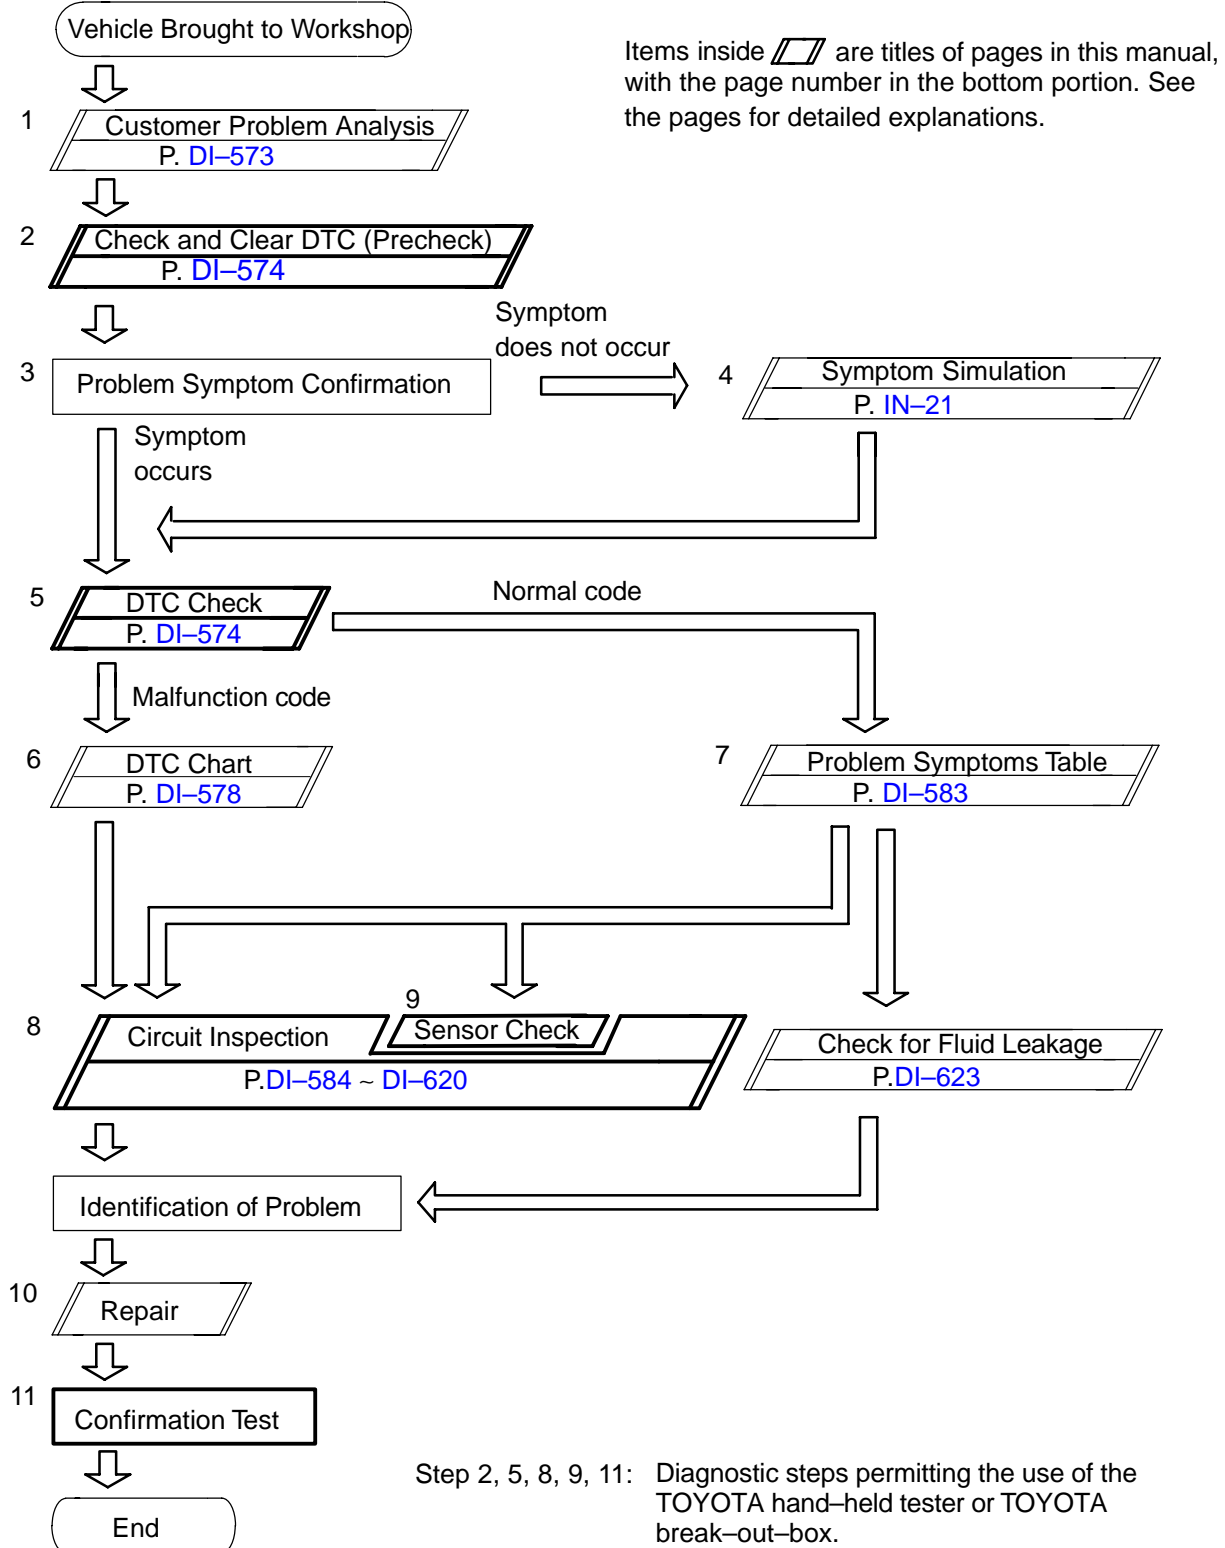 Vehicle Brought to Workshop
Items inside are titles of pages in this manual,
with the page number in the bottom portion. See
the pages for detailed explanations.
1
Customer Problem Analysis
P. DI–573
2
Check and Clear DTC (Precheck)
P. DI–574
Symptom
does not occur
3
Problem Symptom Confirmation
4
Symptom Simulation
P. IN–21
Symptom
occurs
5
DTC Check
P. DI–574
Normal code
Malfunction code
6
DTC Chart
P. DI–578
7
Problem Symptoms Table
P. DI–583
8
Circuit Inspection
9
Sensor Check
P.DI–584 ~ DI–620
Check for Fluid Leakage
P.DI–623
Identification of Problem
10
Repair
11
Confirmation Test
Step 2, 5, 8, 9, 11: Diagnostic steps permitting the use of the
TOYOTA hand–held tester or TOYOTA
break–out–box.
End